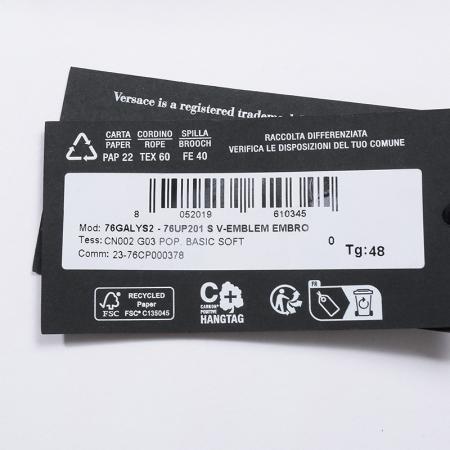 Versace is a registered
CARTA CORDINO SPILLA
PAPER ROPE BROOCH
PAP 22 TEX 60 FE 40
RACCOLTA DIFFERENZIATA
VERIFICA LE DISPOSIZIONI DEL TUO COMUNE
8 052019 610345
Mod: 76GALYS2 - 76UP201 S V-EMBLEM EMBRO
Tess: CN002 G03 POP. BASIC SOFT 0 Tg:48
Comm: 23-76CP000378
FSC RECYCLED
Paper
FSC® C135045
C+
CARBON
POSITIVE
HANGTAG
FR